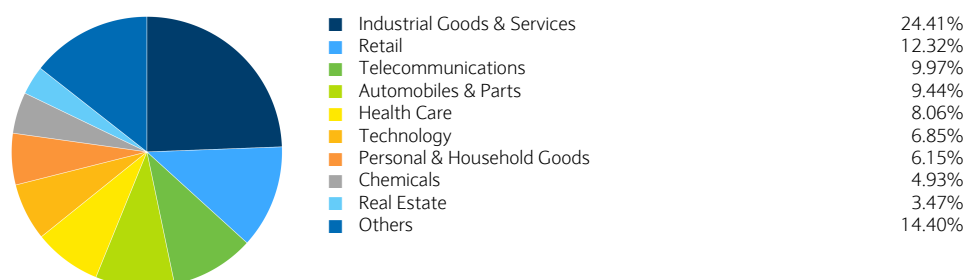 Industrial Goods & Services 24.41%
Retail 12.32%
Telecommunications 9.97%
Automobiles & Parts 9.44%
Health Care 8.06%
Technology 6.85%
Personal & Household Goods 6.15%
Chemicals 4.93%
Real Estate 3.47%
Others 14.40%